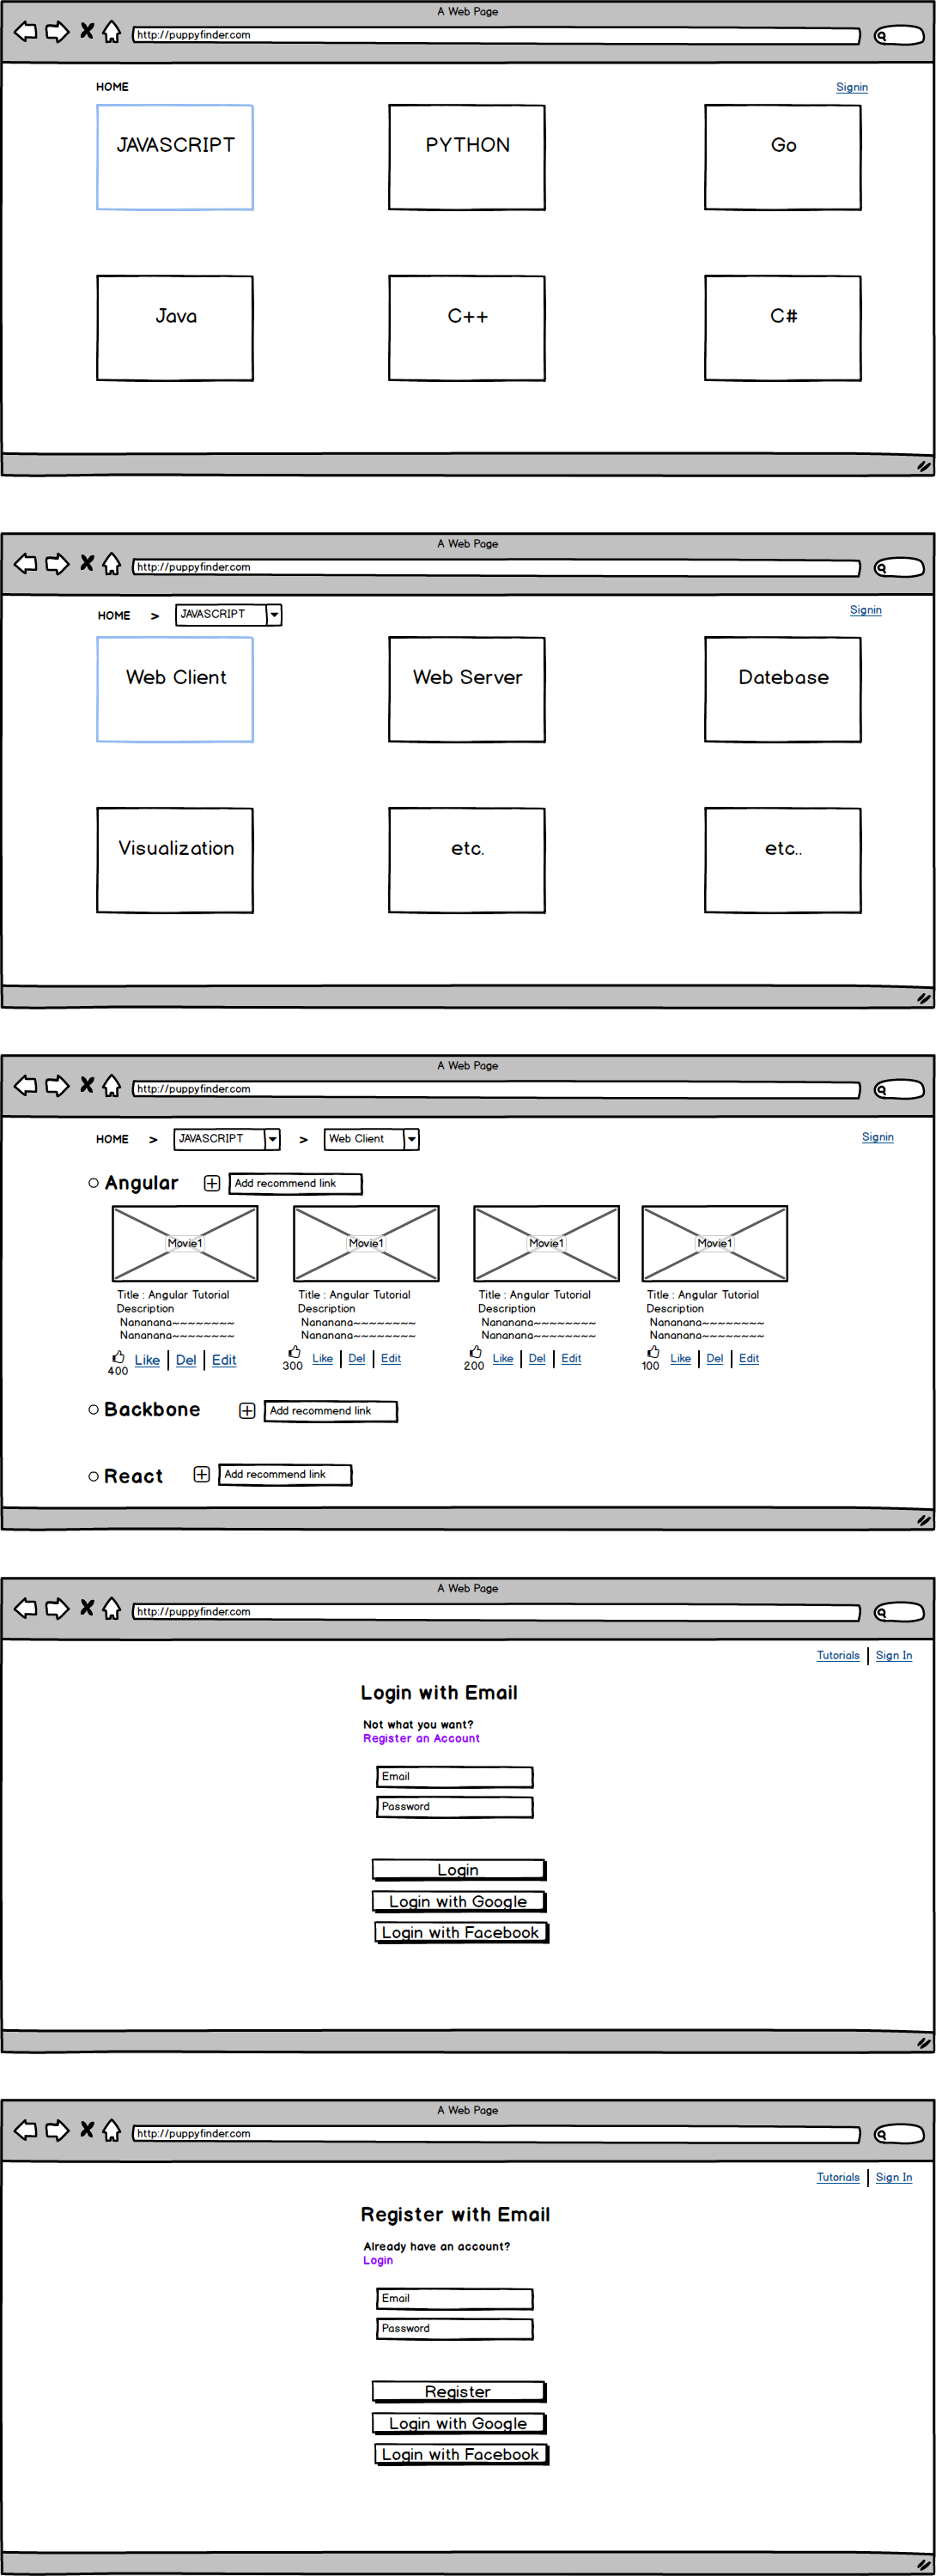 A Web Page
http://puppyfinder.com
HOME Signin
JAVASCRIPT PYTHON Go
Java C++ C#
A Web Page
http://puppyfinder.com
HOME > JAVASCRIPT Signin
Web Client Web Server Datebase
Visualization etc. etc..
A Web Page
http://puppyfinder.com
HOME > JAVASCRIPT > Web Client Signin
Angular Add recommend link
Movie1 Movie1 Movie1 Movie1
Title : Angular Tutorial Title : Angular Tutorial Title : Angular Tutorial Title : Angular Tutorial
Description Description Description Description
Nananana~~~~~~~~ Nananana~~~~~~~~ Nananana~~~~~~~~ Nananana~~~~~~~~
Nananana~~~~~~~~ Nananana~~~~~~~~ Nananana~~~~~~~~ Nananana~~~~~~~~
400 Like | Del | Edit 300 Like | Del | Edit 200 Like | Del | Edit 100 Like | Del | Edit
Backbone Add recommend link
React Add recommend link
A Web Page
http://puppyfinder.com
Tutorials | Sign In
Login with Email
Not what you want?
Register an Account
Email
Password
Login
Login with Google
Login with Facebook
A Web Page
http://puppyfinder.com
Tutorials | Sign In
Register with Email
Already have an account?
Login
Email
Password
Register
Login with Google
Login with Facebook